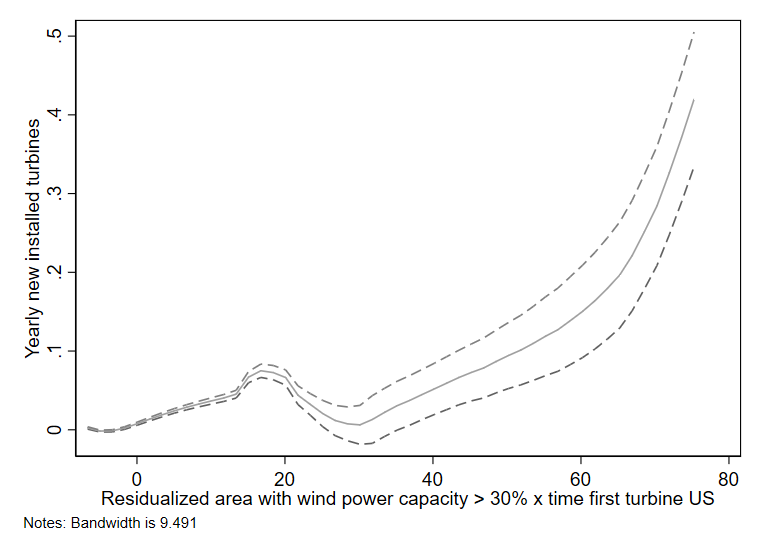 .5
.4
.3
.2
.1
0
Yearly new installed turbines
0 20 40 60 80
Residualized area with wind power capacity > 30% x time first turbine US
Notes: Bandwidth is 9.491